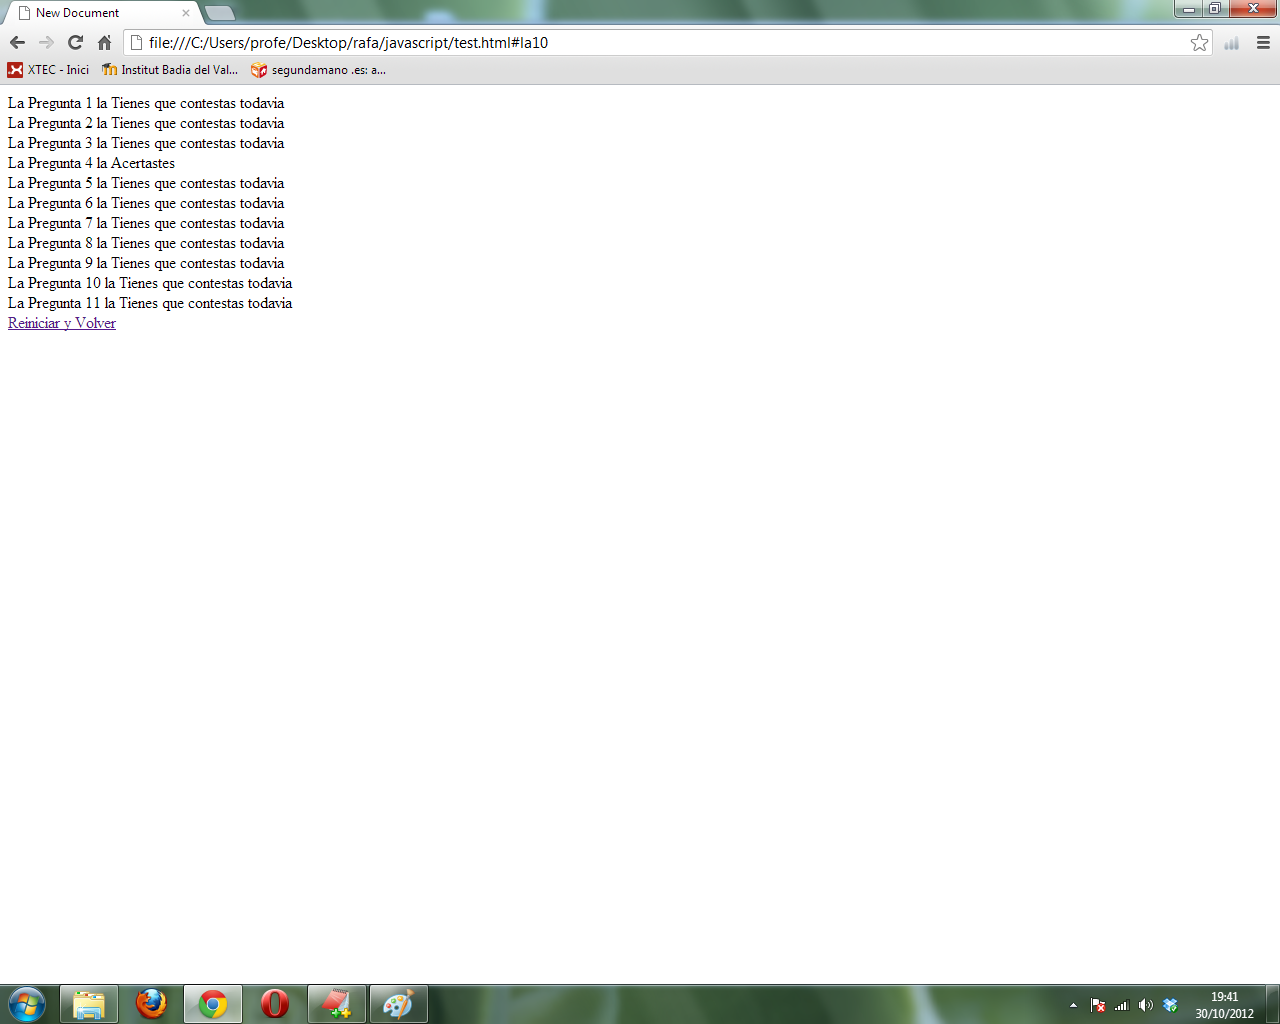 New Document
file:///C:/Users/profe/Desktop/rafa/javascript/test.html#la10
XTEC - Inici Institut Badia del Val... segundamano .es: a...
La Pregunta 1 la Tienes que contestas todavia
La Pregunta 2 la Tienes que contestas todavia
La Pregunta 3 la Tienes que contestas todavia
La Pregunta 4 la Acertastes
La Pregunta 5 la Tienes que contestas todavia
La Pregunta 6 la Tienes que contestas todavia
La Pregunta 7 la Tienes que contestas todavia
La Pregunta 8 la Tienes que contestas todavia
La Pregunta 9 la Tienes que contestas todavia
La Pregunta 10 la Tienes que contestas todavia
La Pregunta 11 la Tienes que contestas todavia
Reiniciar y Volver
19:41
30/10/2012